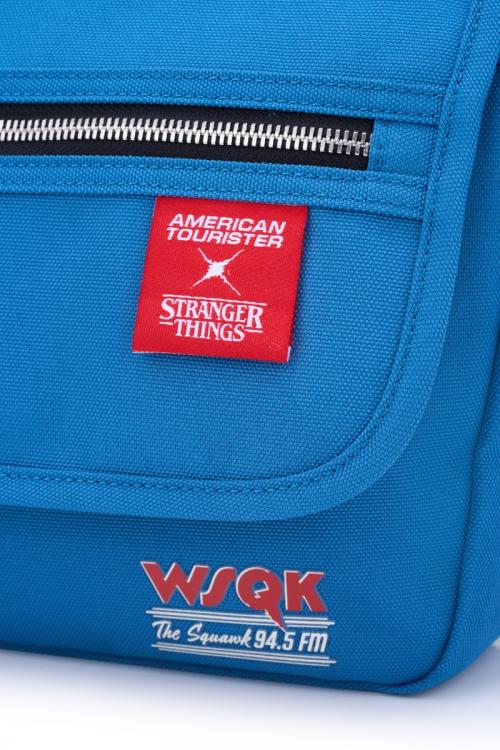 AMERICAN
TOURISTER
STRANGER
THINGS
WSQK
The Squawk 94.5 FM